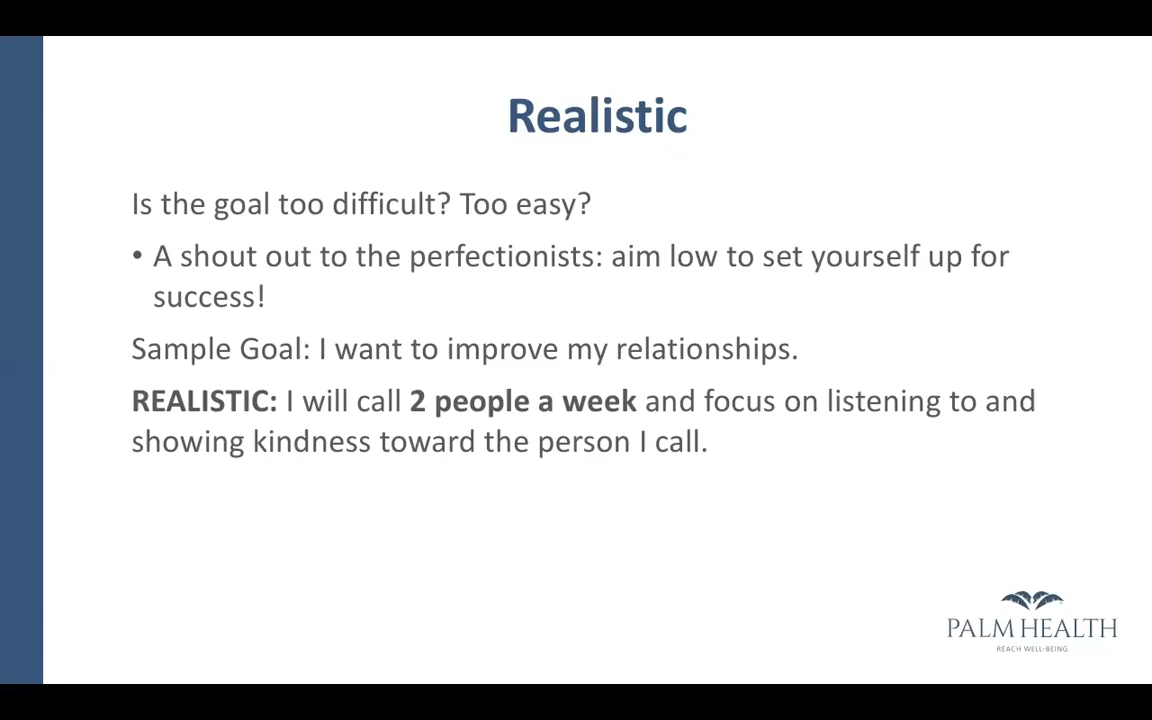 Realistic
Is the goal too difficult? Too easy?
• A shout out to the perfectionists: aim low to set yourself up for
success!
Sample Goal: I want to improve my relationships.
REALISTIC: I will call 2 people a week and focus on listening to and
showing kindness toward the person I call.
PALM HEALTH
REACH WELL-BEING